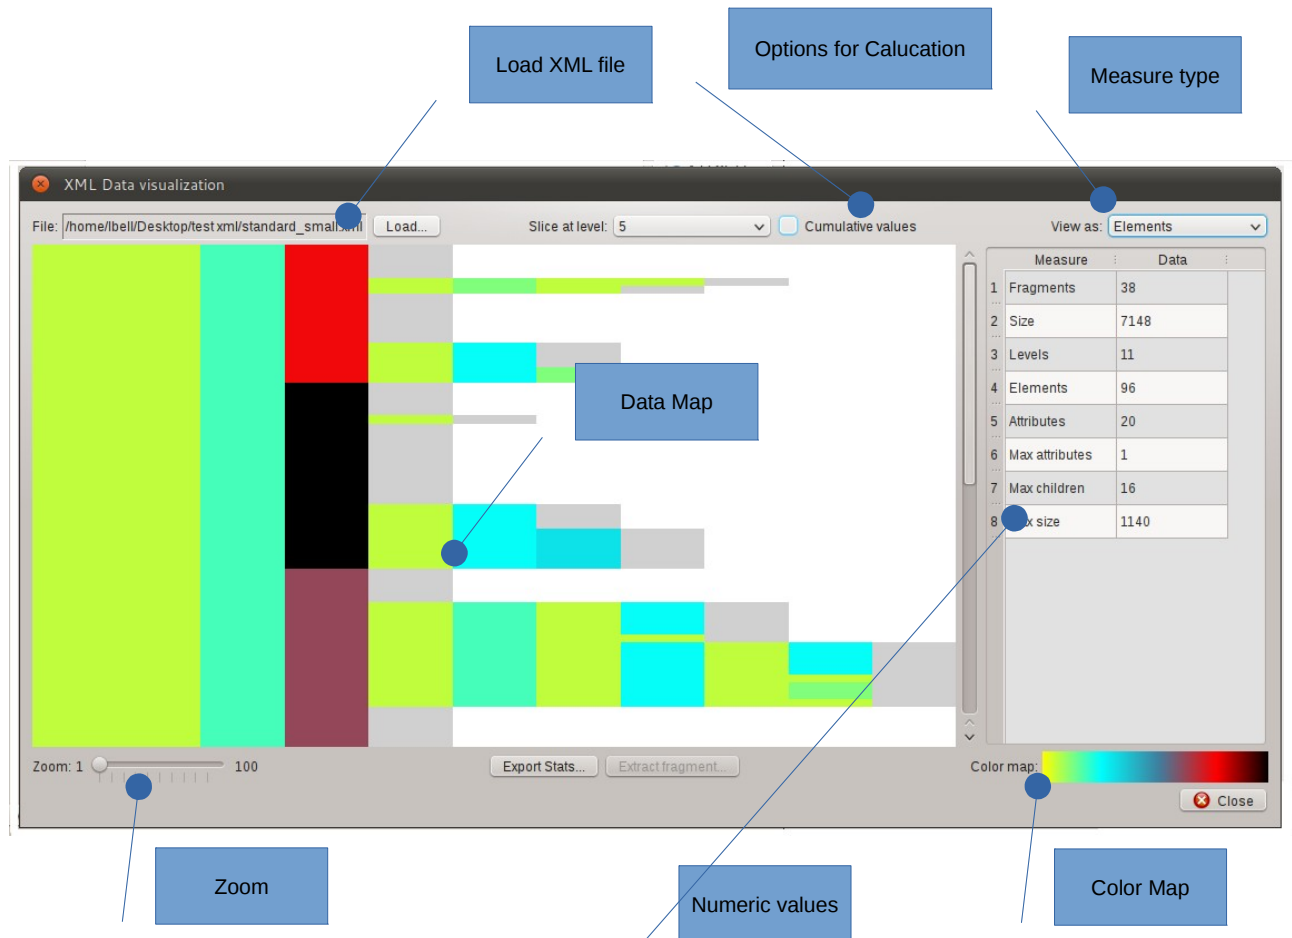 Load XML file
Options for Calucation
Measure type
XML Data visualization
File: /home/lbell/Desktop/test xml/standard_small.xml Load... Slice at level: 5 Cumulative values View as: Elements
Measure Data
1 Fragments 38
2 Size 7148
3 Levels 11
4 Elements 96
5 Attributes 20
6 Max attributes 1
7 Max children 16
8 Max size 1140
Data Map
Zoom: 1 100 Export Stats... Extract fragment... Color map:
Close
Zoom
Numeric values
Color Map